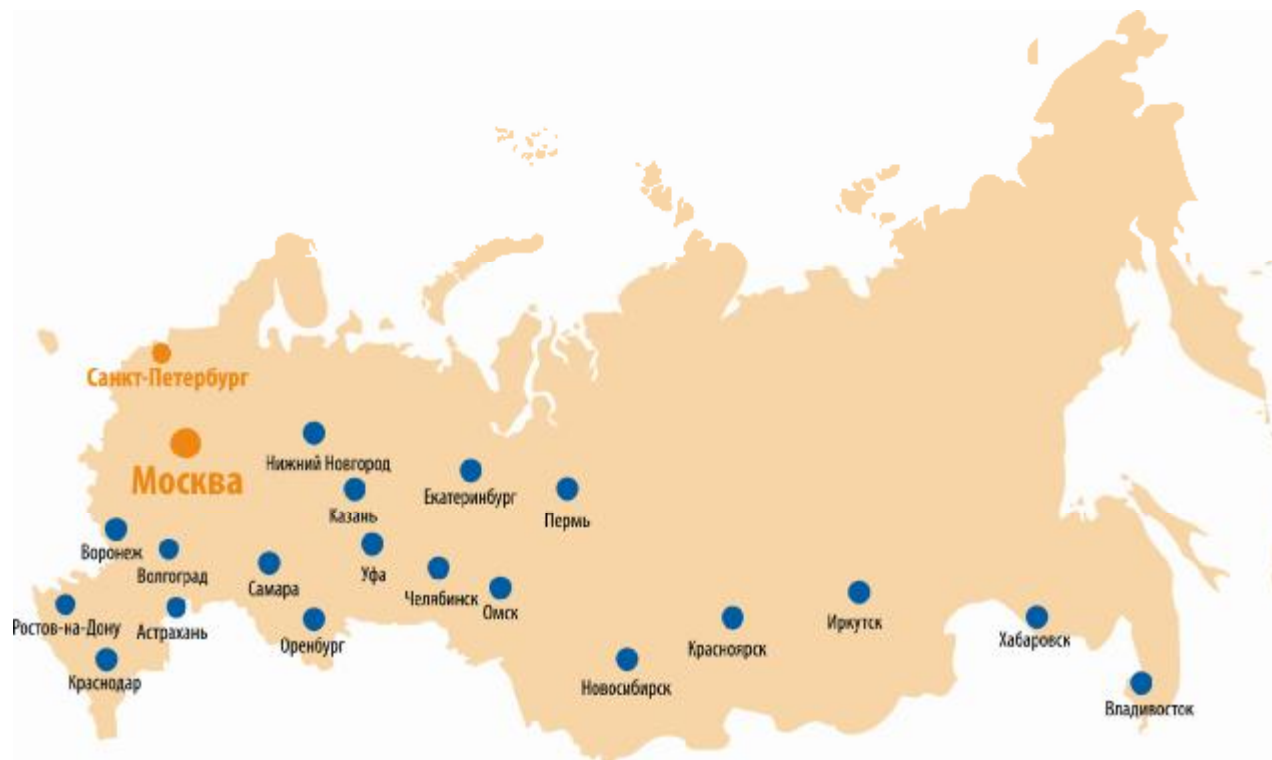 Санкт-Петербург
Москва
Нижний Новгород
Екатеринбург
Казань
Пермь
Воронеж
Волгоград
Самара
Уфа
Челябинск
Омск
Ростов-на-Дону
Астрахань
Оренбург
Краснодар
Новосибирск
Красноярск
Иркутск
Хабаровск
Владивосток